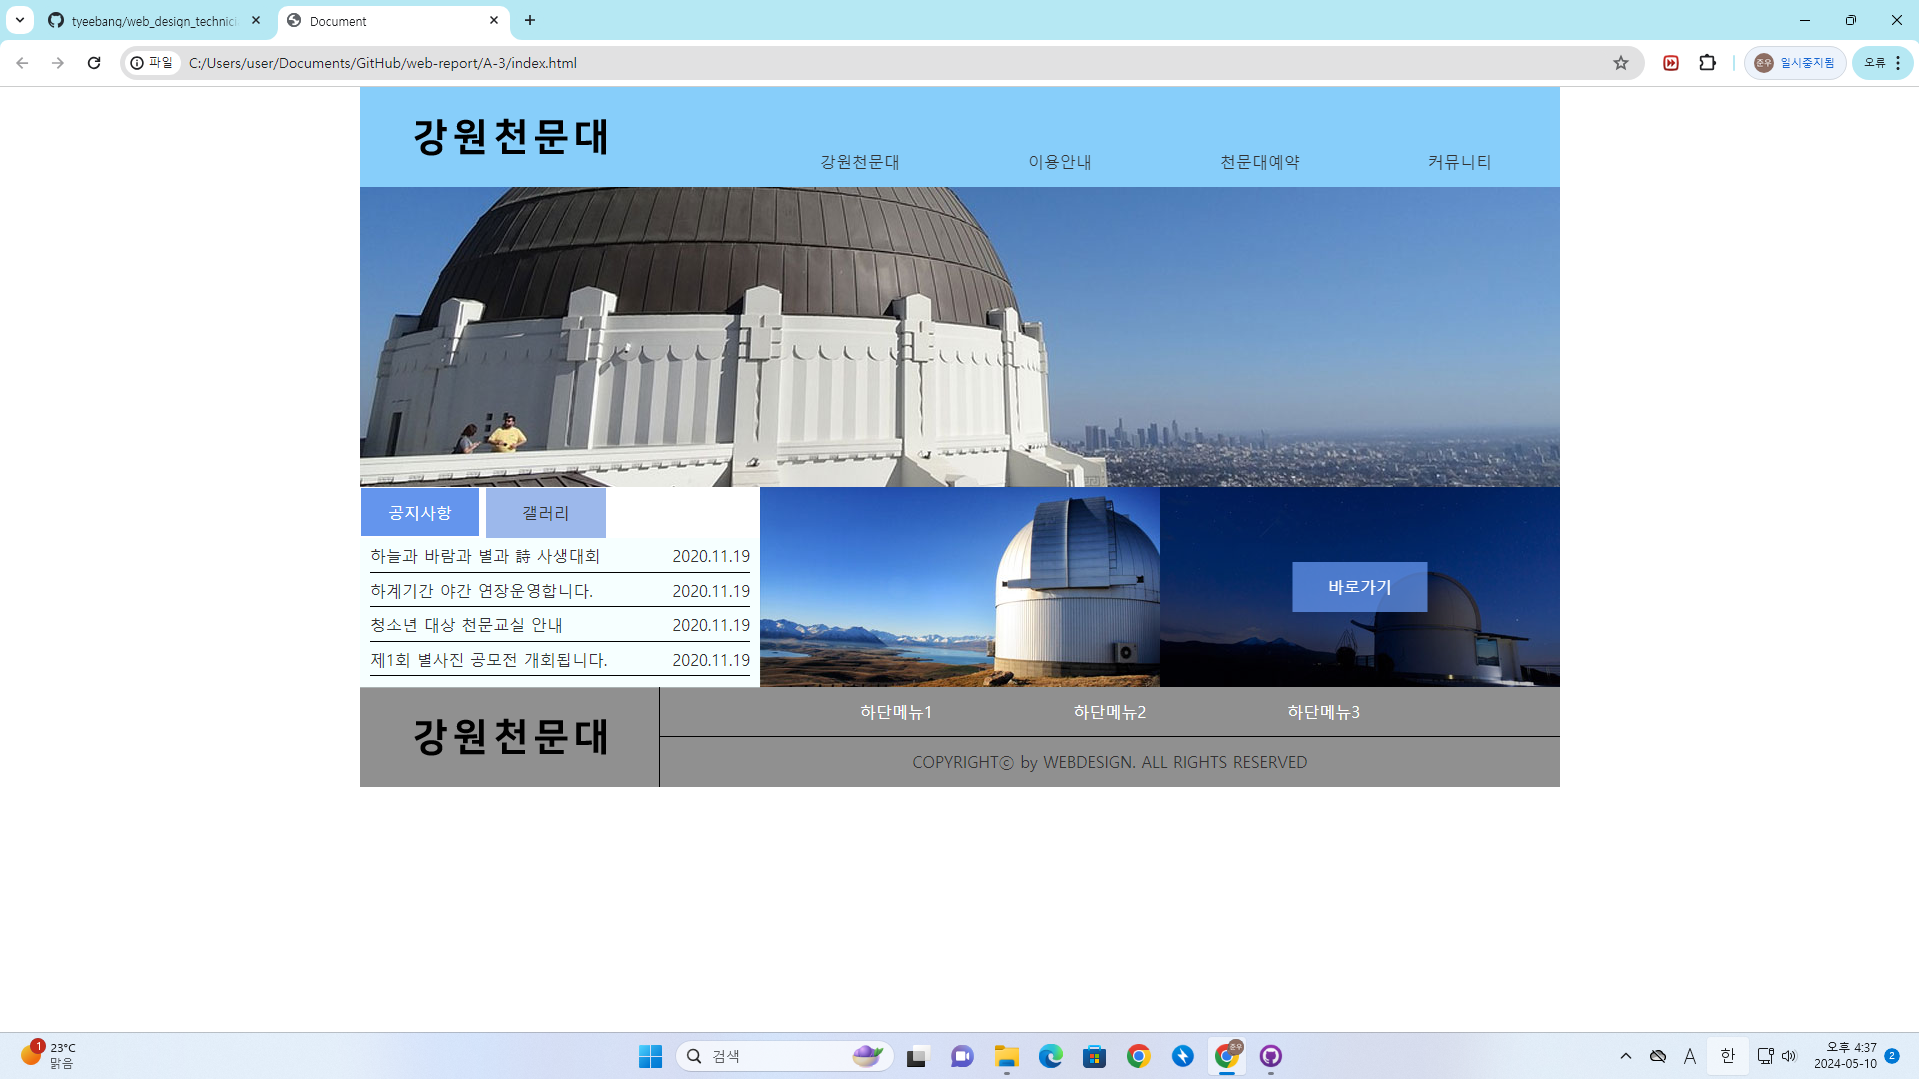 tyeebang/web_design_technici
Document
파일
C:/Users/user/Documents/GitHub/web-report/A-3/index.html
준우
일시중지됨
오류
강원천문대
강원천문대
이용안내
천문대예약
커뮤니티
공지사항
갤러리
하늘과 바람과 별과 詩 사생대회 2020.11.19
하계기간 야간 연장운영합니다. 2020.11.19
청소년 대상 천문교실 안내 2020.11.19
제1회 별사진 공모전 개회됩니다. 2020.11.19
바로가기
강원천문대
하단메뉴1
하단메뉴2
하단메뉴3
COPYRIGHTⓒ by WEBDESIGN. ALL RIGHTS RESERVED
1
23°C
맑음
검색
준우
A
한
오후 4:37
2024-05-10
2